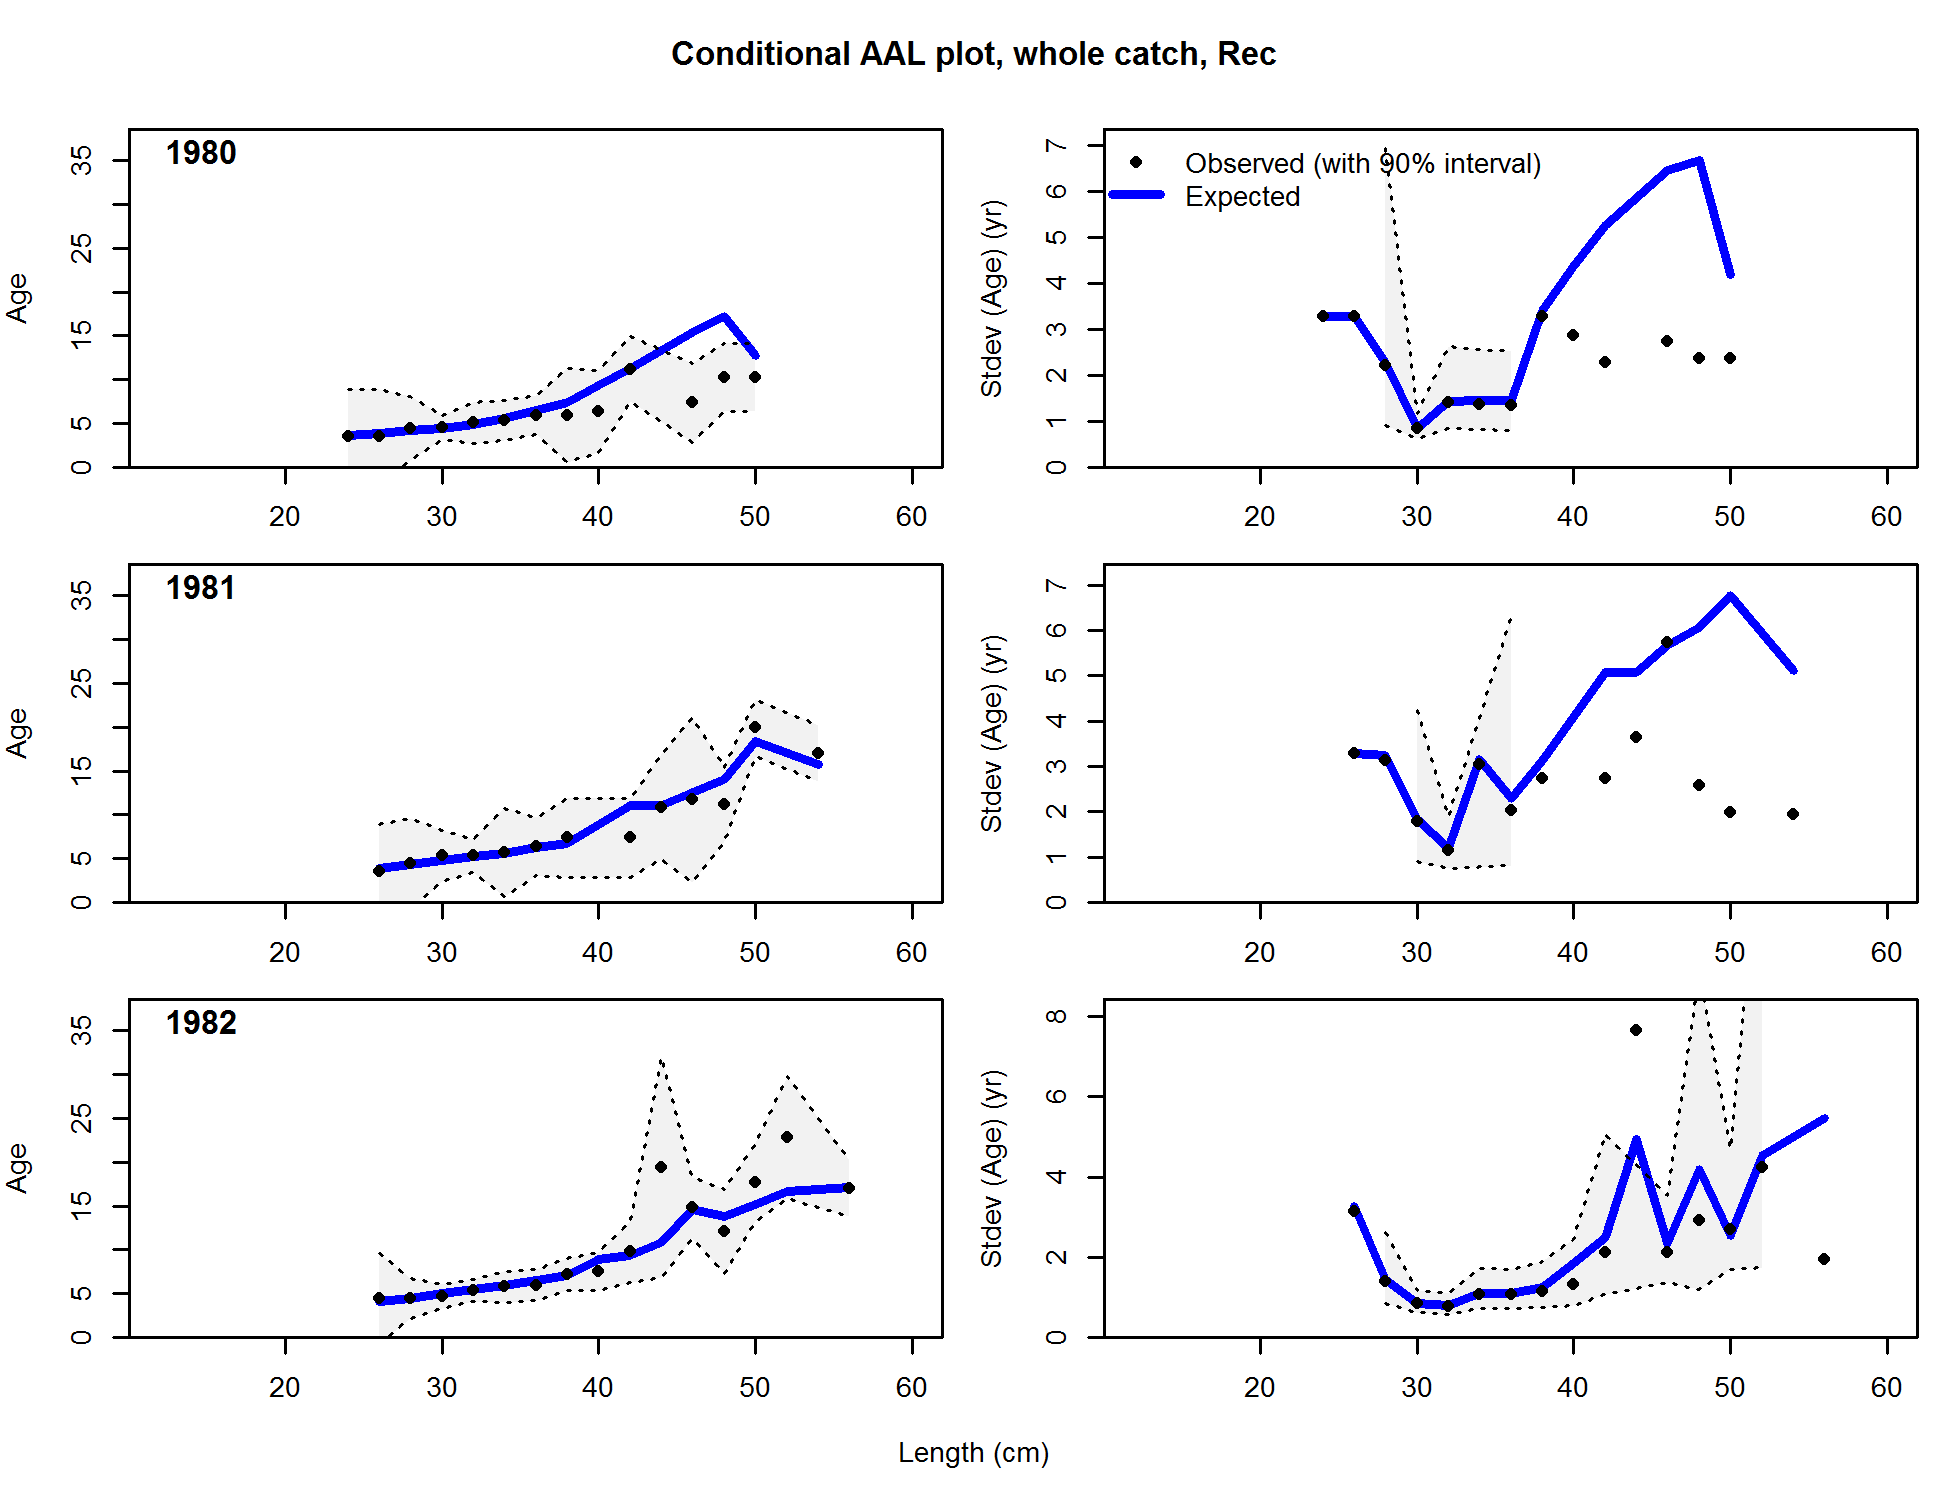 Conditional AAL plot, whole catch, Rec
1980
Age
0 5 15 25 35
20 30 40 50 60
Observed (with 90% interval)
Expected
Stdev (Age) (yr)
0 1 2 3 4 5 6 7
20 30 40 50 60
1981
Age
0 5 15 25 35
20 30 40 50 60
Stdev (Age) (yr)
0 1 2 3 4 5 6 7
20 30 40 50 60
1982
Age
0 5 15 25 35
20 30 40 50 60
Stdev (Age) (yr)
0 2 4 6 8
20 30 40 50 60
Length (cm)